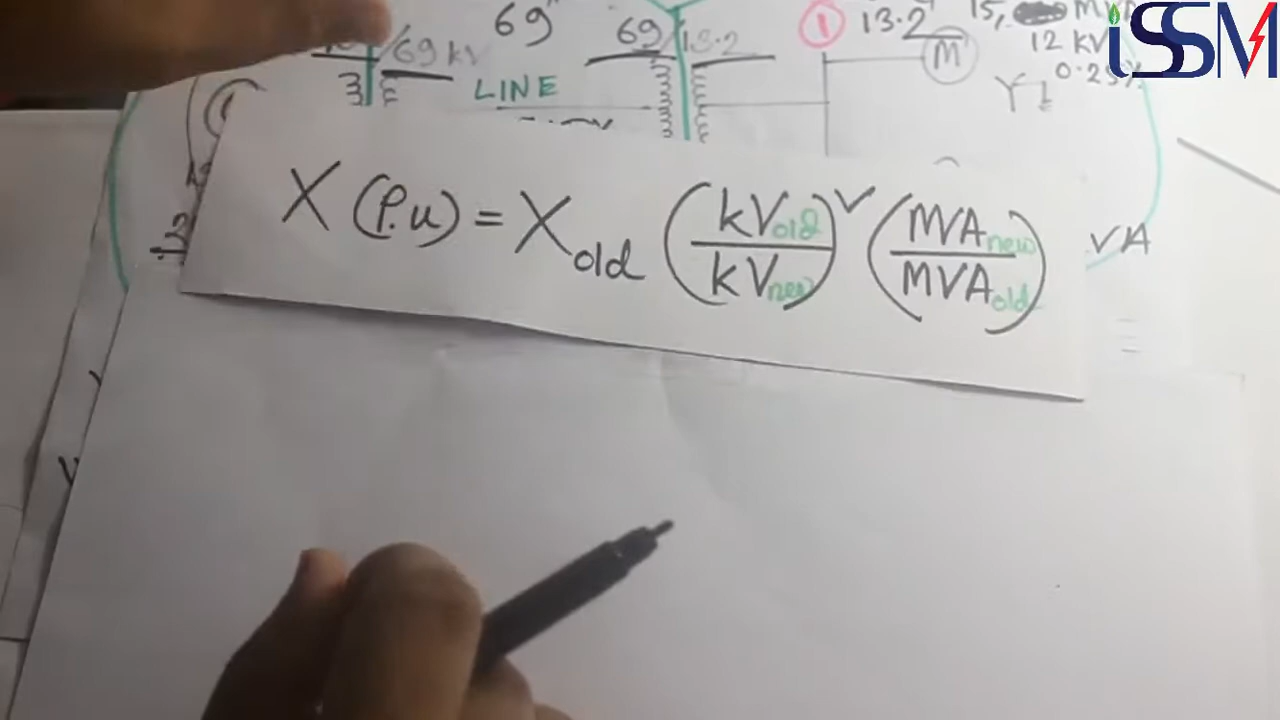 69
/69 kV
LINE
69/13.2
1
13.2
M
15,
12 kV
0.25%
Y
iSSM
X (P.u) = X old (kV old / kV new)² (MVA new / MVA old)
VA